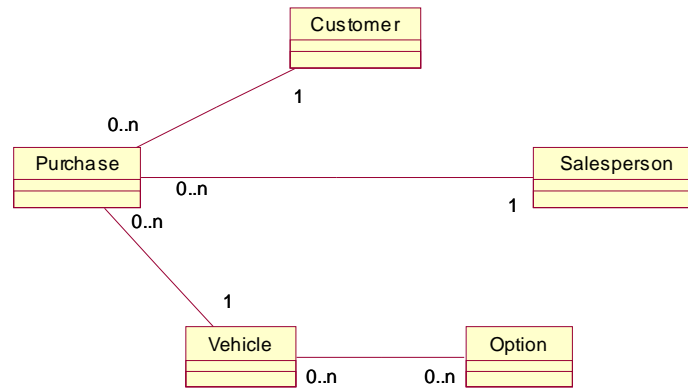 Customer
1
0..n
Purchase
Salesperson
0..n
1
0..n
1
Vehicle
Option
0..n
0..n